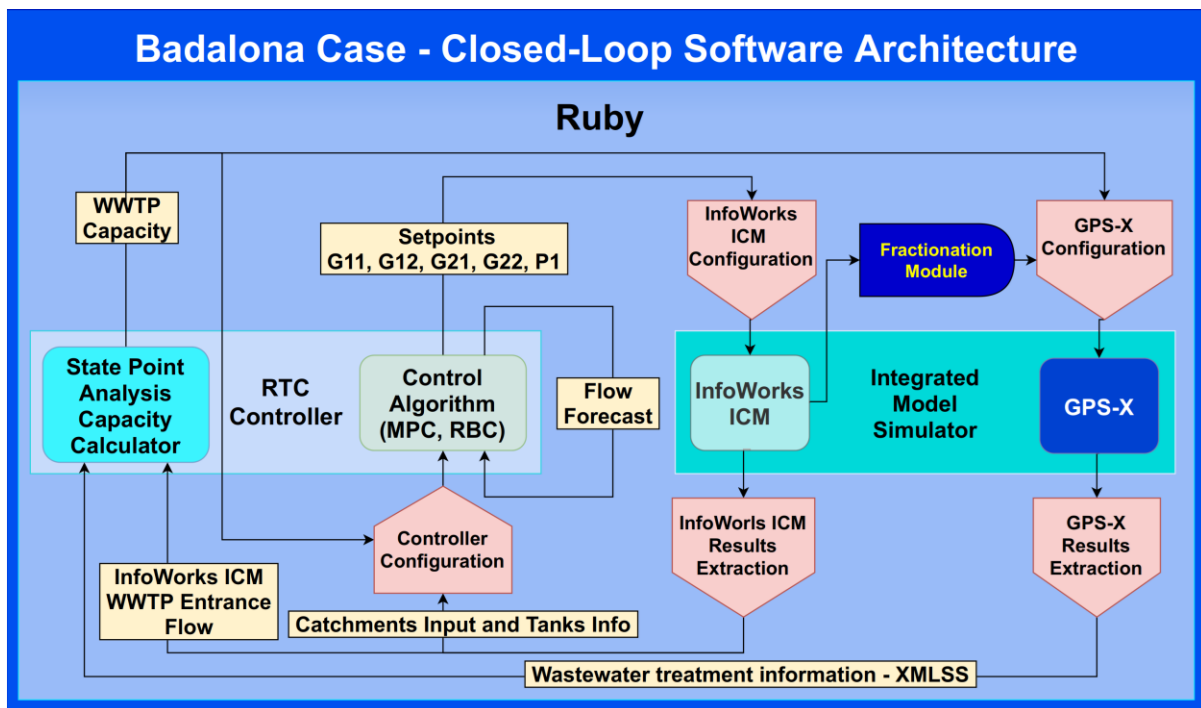 Badalona Case - Closed-Loop Software Architecture
Ruby
WWTP
Capacity
Setpoints
G11, G12, G21, G22, P1
InfoWorks
ICM
Configuration
Fractionation
Module
GPS-X
Configuration
State Point
Analysis
Capacity
Calculator
RTC
Controller
Control
Algorithm
(MPC, RBC)
Flow
Forecast
InfoWorks
ICM
Integrated
Model
Simulator
GPS-X
Controller
Configuration
InfoWorls ICM
Results
Extraction
GPS-X
Results
Extraction
InfoWorks ICM
WWTP Entrance
Flow
Catchments Input and Tanks Info
Wastewater treatment information - XMLSS